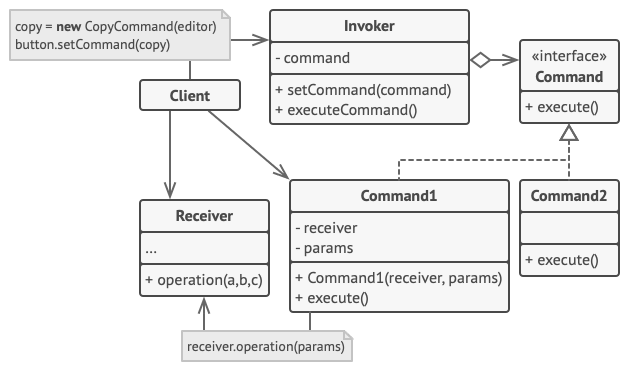 copy = new CopyCommand(editor)
button.setCommand(copy)
Invoker
- command
+ setCommand(command)
+ executeCommand()
«interface»
Command
+ execute()
Client
Receiver
...
+ operation(a,b,c)
Command1
- receiver
- params
+ Command1(receiver, params)
+ execute()
Command2
+ execute()
receiver.operation(params)